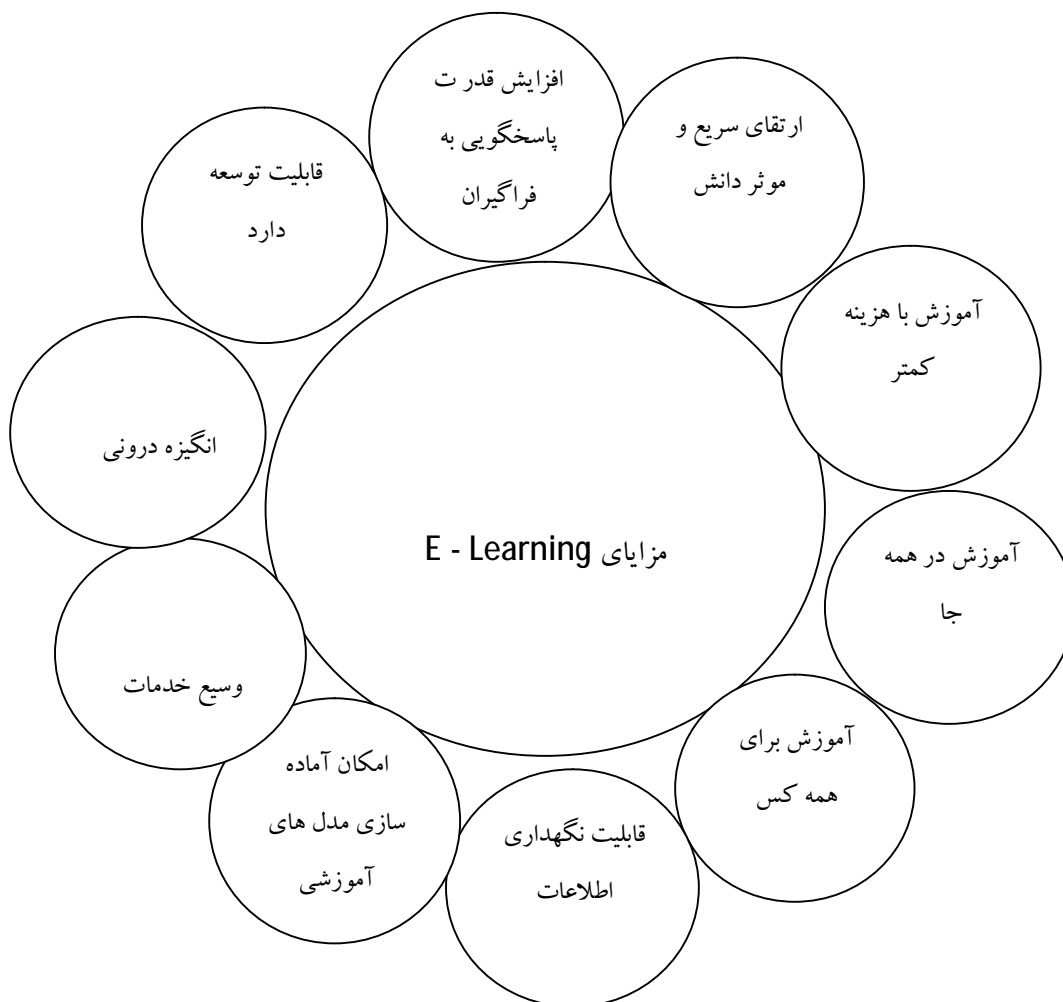 افزایش قدر ت
پاسخگویی به
فراگیران
ارتقای سریع و
موثر دانش
آموزش با هزینه
کمتر
آموزش در همه
جا
آموزش برای
همه کس
قابلیت نگهداری
اطلاعات
امکان آماده
سازی مدل های
آموزشی
وسیع خدمات
انگیزه درونی
قابلیت توسعه
دارد
مزایای E - Learning